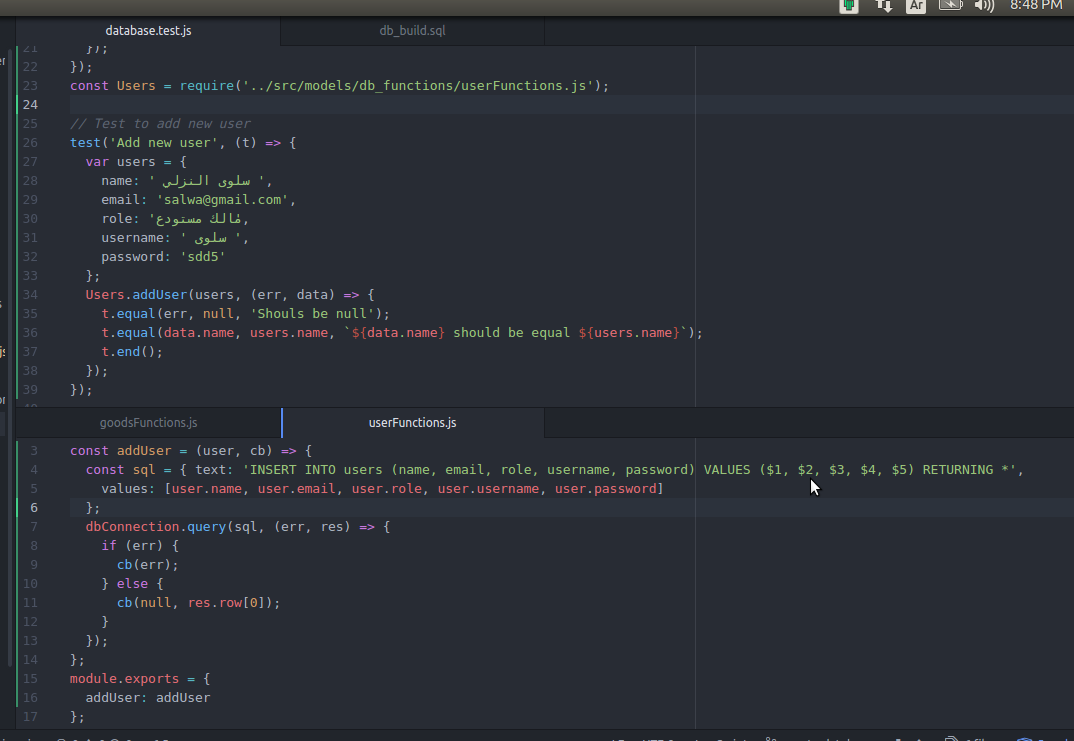 Ar
8:48 PM
database.test.js
db_build.sql
21 });
22 });
23 const Users = require('../src/models/db_functions/userFunctions.js');
24
25 // Test to add new user
26 test('Add new user', (t) => {
27 var users = {
28 name: ' سلوى النزلي ',
29 email: 'salwa@gmail.com',
30 role: 'مالك مستودع,
31 username: ' سلوى ',
32 password: 'sdd5'
33 };
34 Users.addUser(users, (err, data) => {
35 t.equal(err, null, 'Shouls be null');
36 t.equal(data.name, users.name, `${data.name} should be equal ${users.name}`);
37 t.end();
38 });
39 });
goodsFunctions.js
userFunctions.js
3 const addUser = (user, cb) => {
4 const sql = { text: 'INSERT INTO users (name, email, role, username, password) VALUES ($1, $2, $3, $4, $5) RETURNING *',
5 values: [user.name, user.email, user.role, user.username, user.password]
6 };
7 dbConnection.query(sql, (err, res) => {
8 if (err) {
9 cb(err);
10 } else {
11 cb(null, res.row[0]);
12 }
13 });
14 };
15 module.exports = {
16 addUser: addUser
17 };